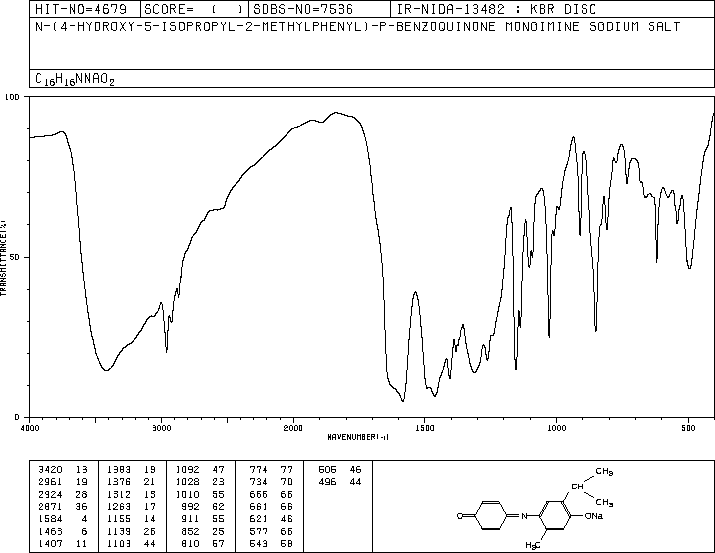 HIT-NO=4679 SCORE= ( ) SDBS-NO=7536 IR-NIDA-13482 : KBR DISC
N-(4-HYDROXY-5-ISOPROPYL-2-METHYLPHENYL)-P-BENZOQUINONE MONOIMINE SODIUM SALT
C16H16NNAO2
100
TRANSMITTANCE(%)
50
0
4000 3000 2000 1500 1000 500
WAVENUMBER(-1)
3420 13 1383 19 1092 47 774 77 506 46
2961 19 1376 21 1028 23 734 70 496 44
2924 28 1312 13 1010 55 666 66
2871 36 1263 17 992 62 661 66
1584 4 1155 14 911 55 621 46
1463 6 1139 26 852 25 577 66
1407 11 1103 44 810 57 543 58
CH3
CH
CH3
O N ONa
H3C